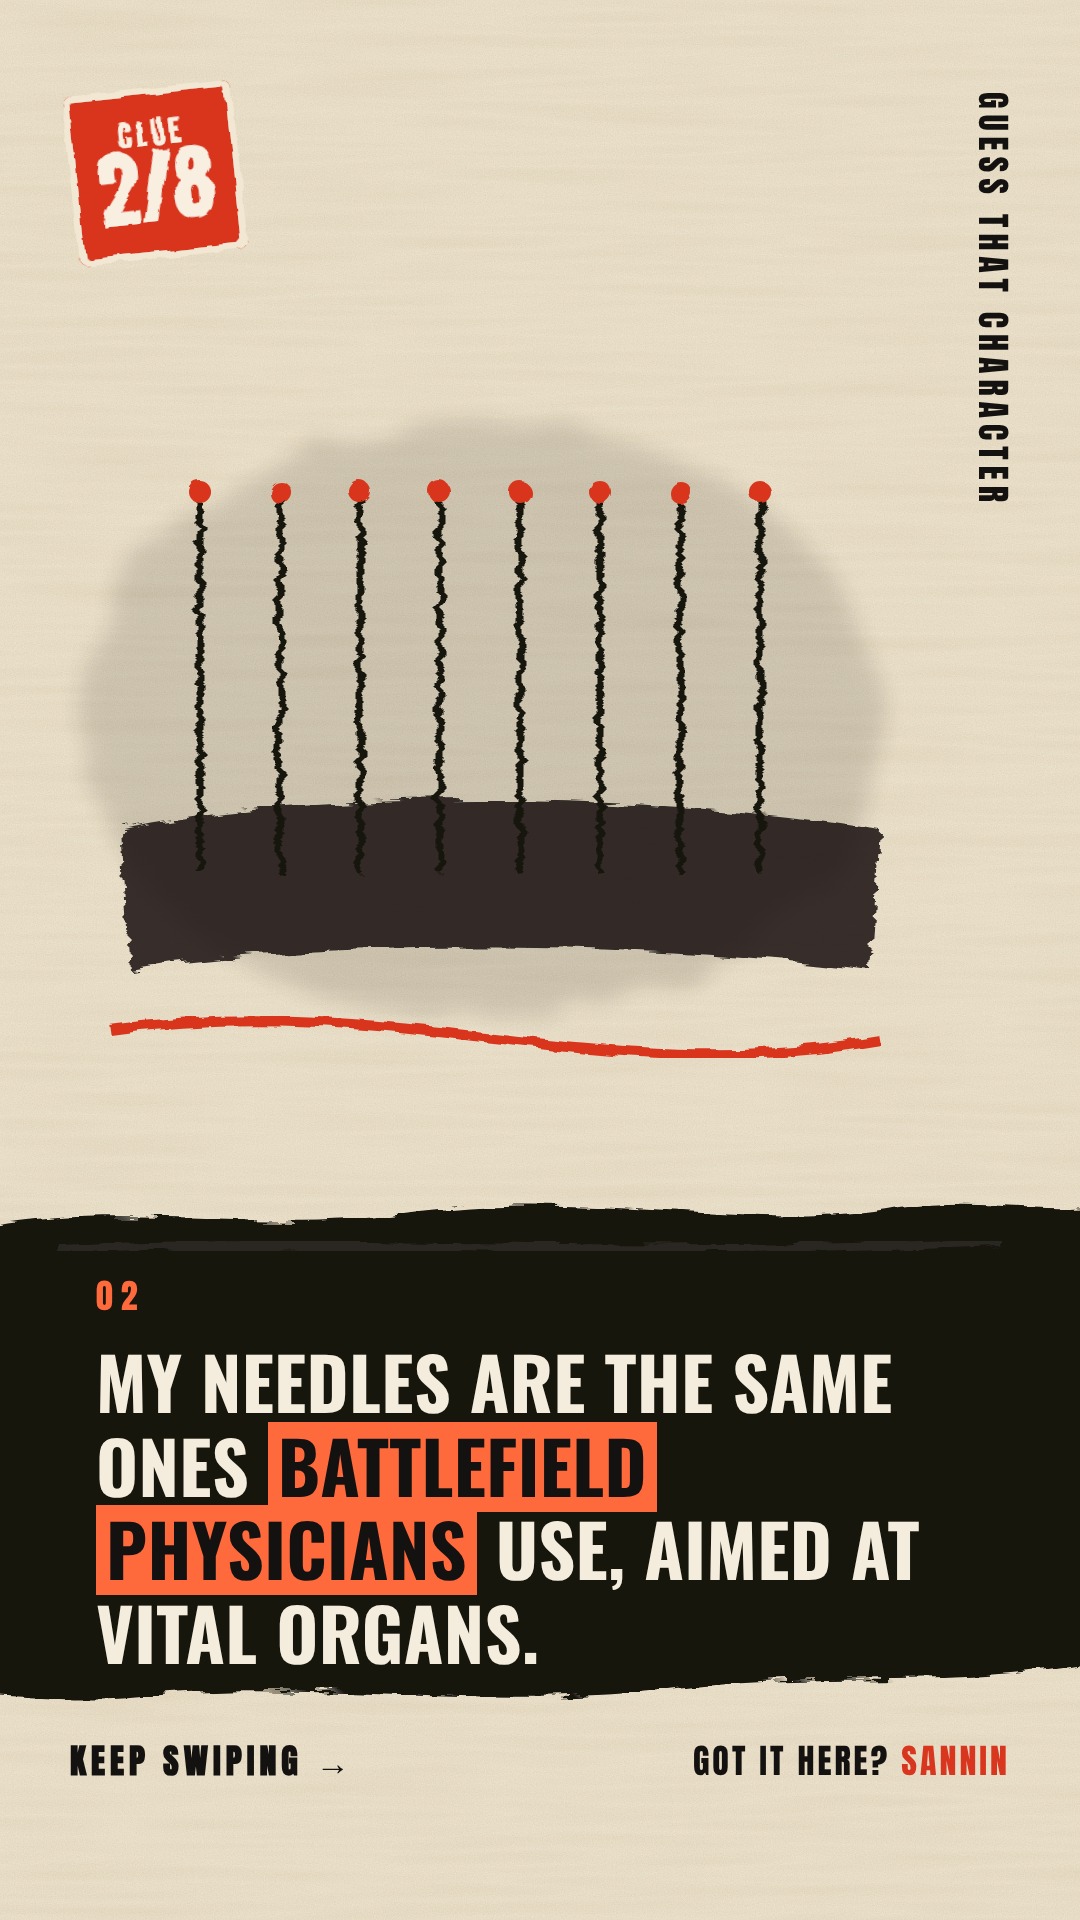 CLUE
2/8
GUESS THAT CHARACTER
02
MY NEEDLES ARE THE SAME
ONES BATTLEFIELD
PHYSICIANS USE, AIMED AT
VITAL ORGANS.
KEEP SWIPING →
GOT IT HERE? SANNIN